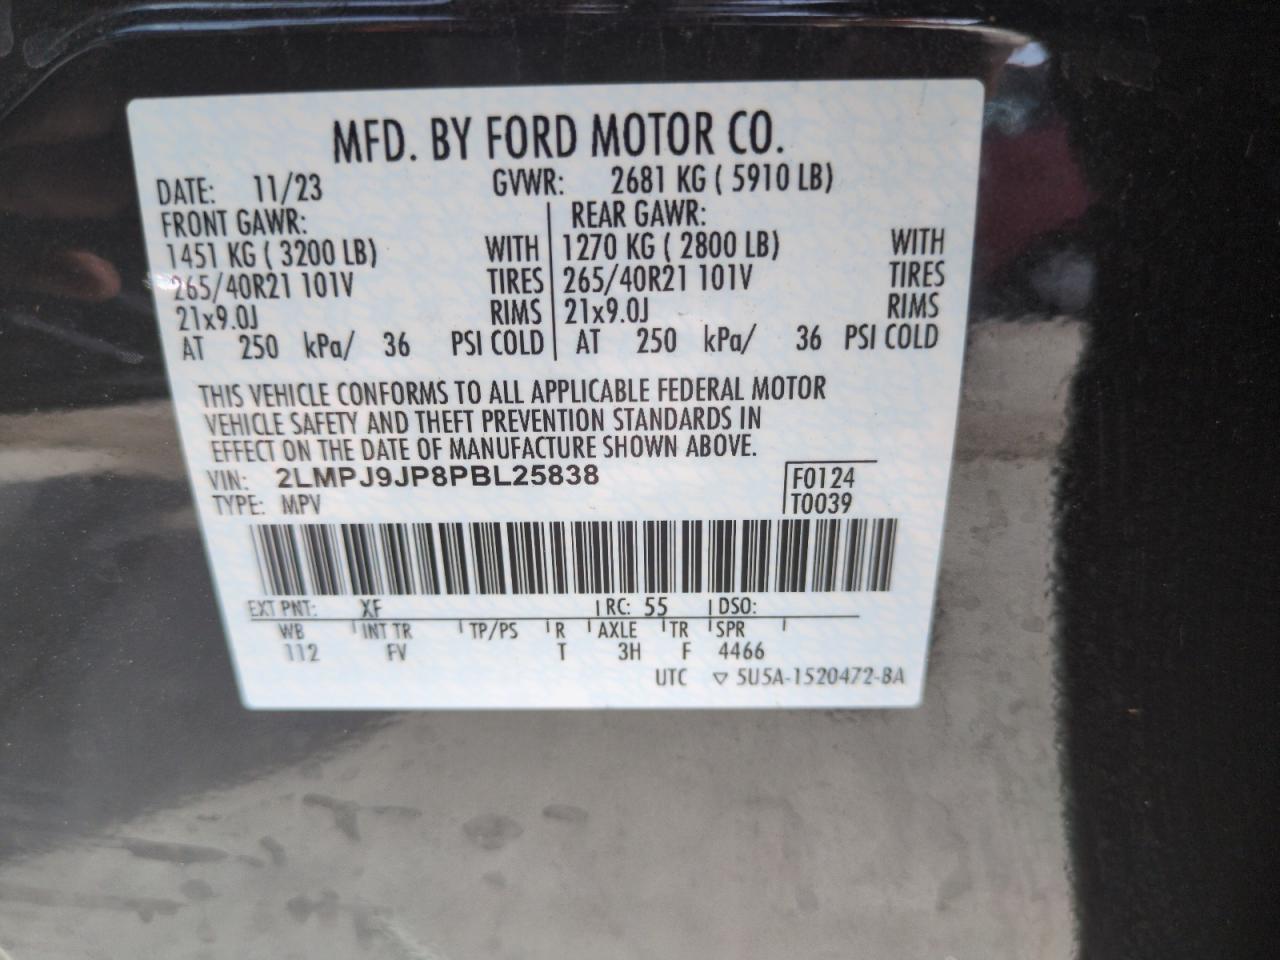 MFD. BY FORD MOTOR CO.
DATE: 11/23 GVWR: 2681 KG ( 5910 LB)
FRONT GAWR: REAR GAWR:
1451 KG ( 3200 LB) WITH 1270 KG ( 2800 LB) WITH
265/40R21 101V TIRES 265/40R21 101V TIRES
21x9.0J RIMS 21x9.0J RIMS
AT 250 kPa/ 36 PSI COLD AT 250 kPa/ 36 PSI COLD
THIS VEHICLE CONFORMS TO ALL APPLICABLE FEDERAL MOTOR
VEHICLE SAFETY AND THEFT PREVENTION STANDARDS IN
EFFECT ON THE DATE OF MANUFACTURE SHOWN ABOVE.
VIN: 2LMPJ9JP8PBL25838 F0124
TYPE: MPV T0039
EXT PNT: XF RC: 55 DSO:
WB INT TR TP/PS R AXLE TR SPR
112 FV T 3H F 4466
UTC ▽ 5U5A-1520472-BA